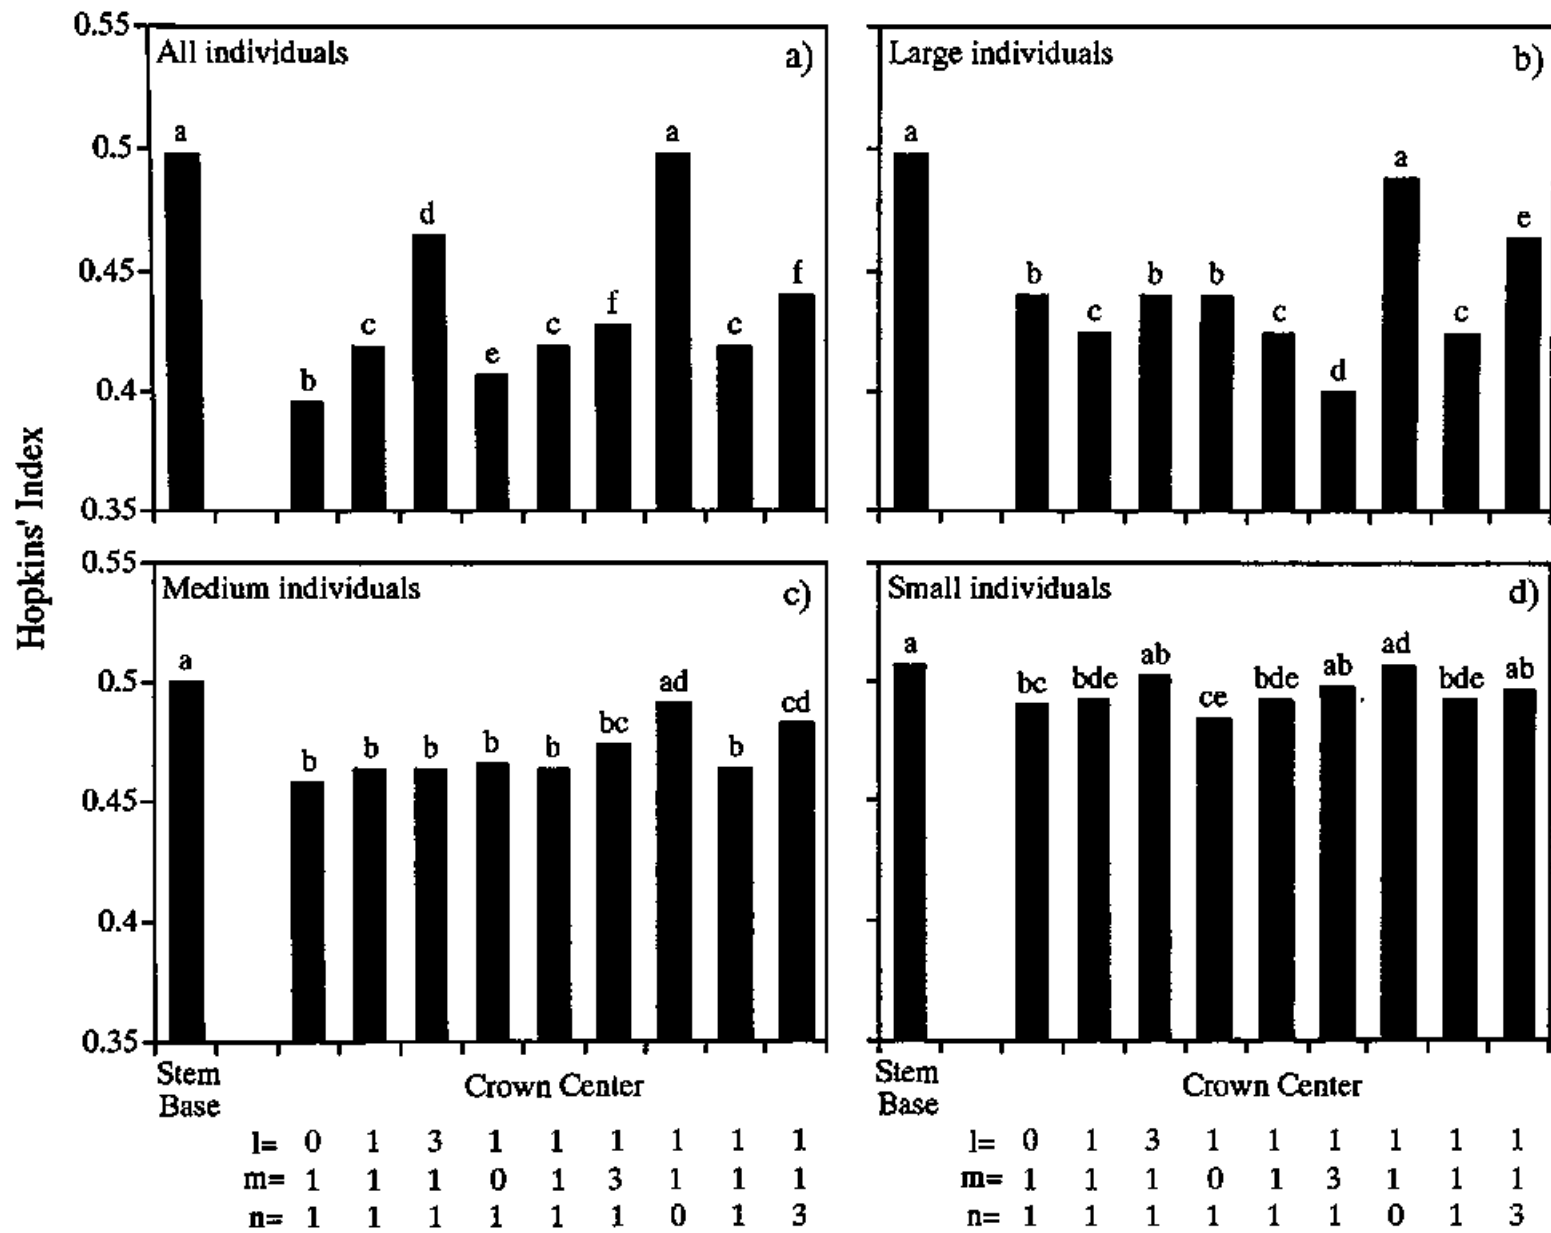 All individuals a)
0.55
0.5
0.45
0.4
0.35
a b c d e c f a c f
Large individuals b)
a b c b b c d a c e
Hopkins' Index
Medium individuals c)
0.55
0.5
0.45
0.4
0.35
a b b b b b bc ad b cd
Small individuals d)
a bc bde ab ce bde ab ad bde ab
Stem
Base
Crown Center
l= 0 1 3 1 1 1 1 1 1
m= 1 1 1 0 1 3 1 1 1
n= 1 1 1 1 1 1 0 1 3
Stem
Base
Crown Center
l= 0 1 3 1 1 1 1 1 1
m= 1 1 1 0 1 3 1 1 1
n= 1 1 1 1 1 1 0 1 3